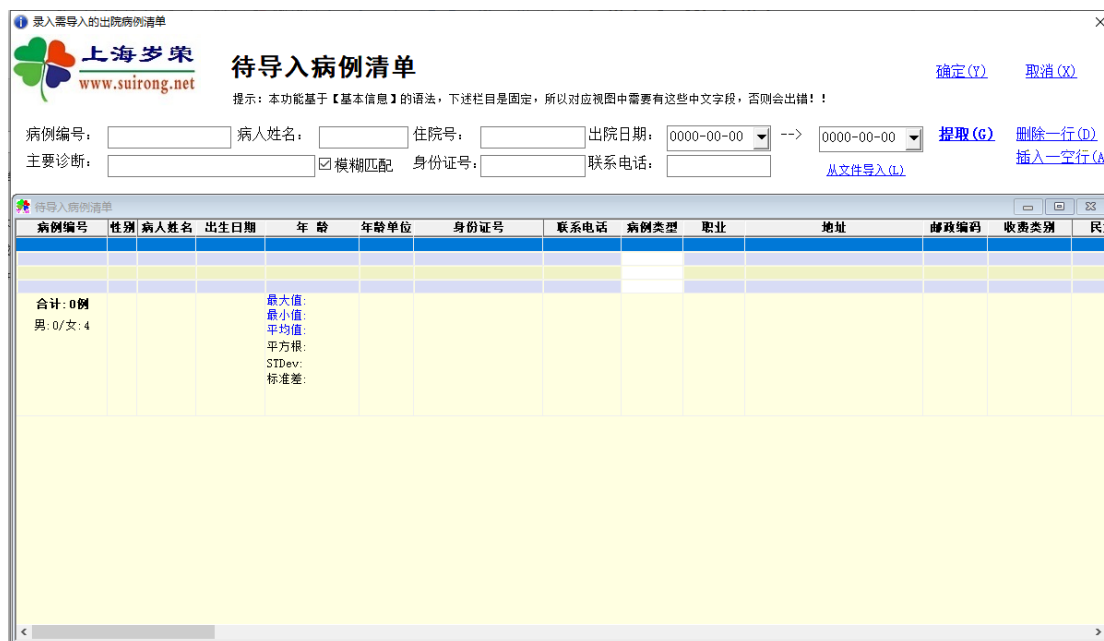 录入需导入的出院病例清单
上海岁荣
www.suirong.net
待导入病例清单
确定(Y) 取消(X)
提示：本功能基于【基本信息】的语法，下述栏目是固定，所以对应视图中需要有这些中文字段，否则会出错！！
病例编号： 病人姓名： 住院号： 出院日期： 0000-00-00 --> 0000-00-00 提取(G) 删除一行(D)
主要诊断： 模糊匹配 身份证号： 联系电话： 从文件导入(L) 插入一空行(A
待导入病例清单
病例编号 性别 病人姓名 出生日期 年 龄 年龄单位 身份证号 联系电话 病例类型 职业 地址 邮政编码 收费类别 民
合计：0例 最大值：
最小值：
男：0/女：4 平均值：
平方根：
STDev:
标准差：